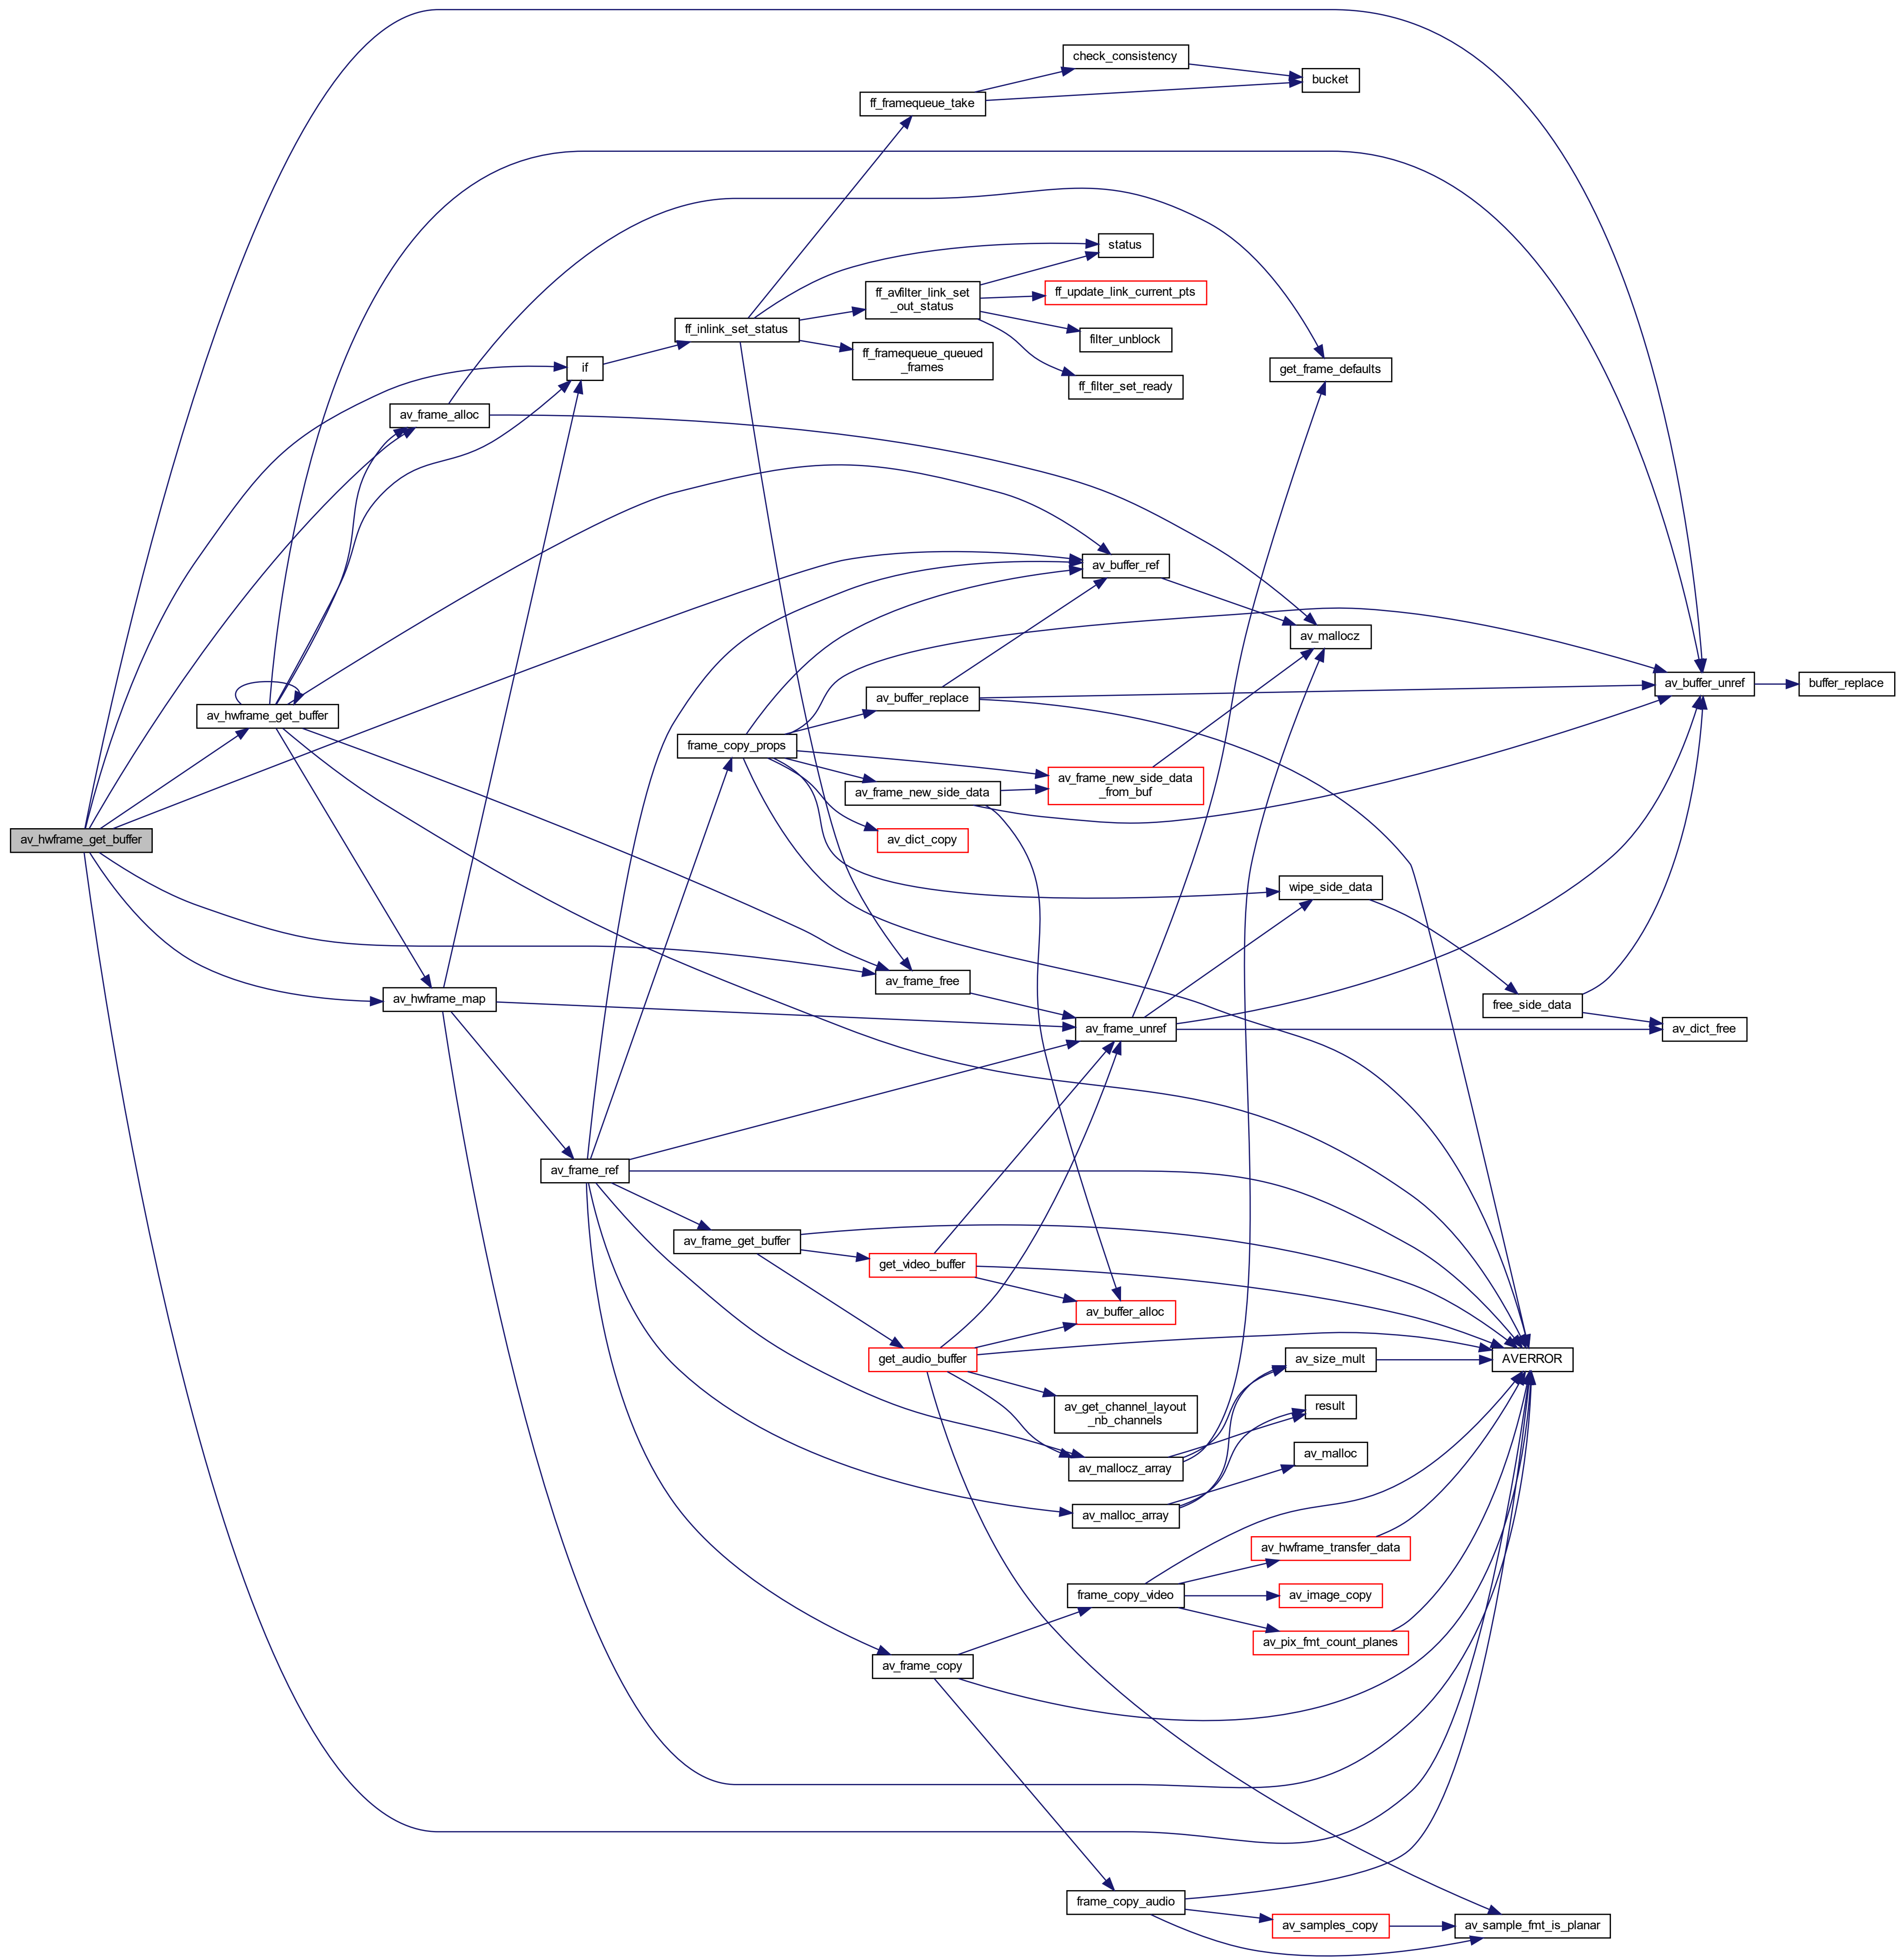 check_consistency
bucket
ff_framequeue_take
status
ff_avfilter_link_set
_out_status
ff_update_link_current_pts
ff_inlink_set_status
filter_unblock
ff_framequeue_queued
_frames
if
get_frame_defaults
ff_filter_set_ready
av_frame_alloc
av_buffer_ref
av_mallocz
av_buffer_unref
buffer_replace
av_buffer_replace
av_hwframe_get_buffer
frame_copy_props
av_frame_new_side_data
_from_buf
av_frame_new_side_data
av_hwframe_get_buffer
av_dict_copy
wipe_side_data
av_frame_free
av_hwframe_map
free_side_data
av_frame_unref
av_dict_free
av_frame_ref
av_frame_get_buffer
get_video_buffer
av_buffer_alloc
get_audio_buffer
av_size_mult
AVERROR
av_get_channel_layout
_nb_channels
result
av_mallocz_array
av_malloc
av_malloc_array
av_hwframe_transfer_data
frame_copy_video
av_image_copy
av_pix_fmt_count_planes
av_frame_copy
frame_copy_audio
av_samples_copy
av_sample_fmt_is_planar